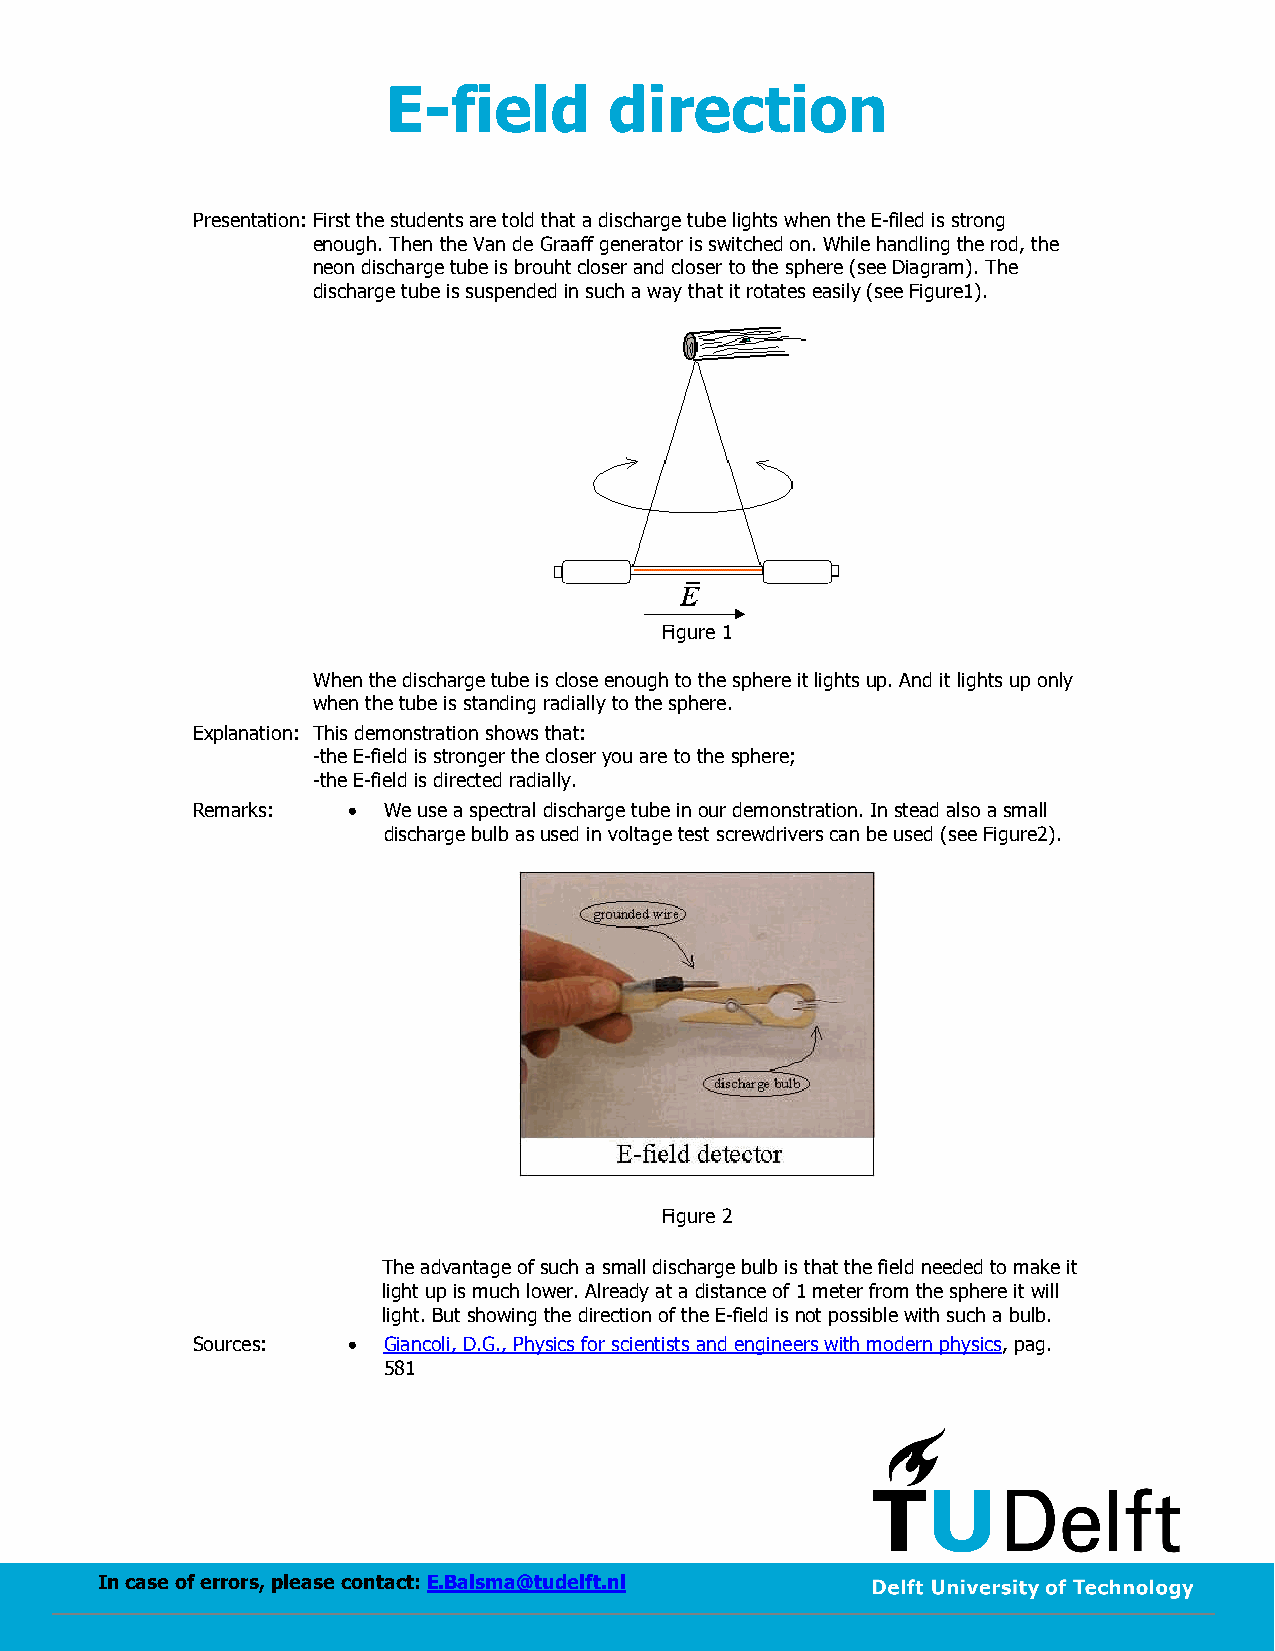 E-field direction
Presentation: First the students are told that a discharge tube lights when the E-filed is strong
enough. Then the Van de Graaff generator is switched on. While handling the rod, the
neon discharge tube is brouht closer and closer to the sphere (see Diagram). The
discharge tube is suspended in such a way that it rotates easily (see Figure1).
E
Figure 1
When the discharge tube is close enough to the sphere it lights up. And it lights up only
when the tube is standing radially to the sphere.
Explanation: This demonstration shows that:
-the E-field is stronger the closer you are to the sphere;
-the E-field is directed radially.
Remarks: • We use a spectral discharge tube in our demonstration. In stead also a small
discharge bulb as used in voltage test screwdrivers can be used (see Figure2).
grounded wire
discharge bulb
E-field detector
Figure 2
The advantage of such a small discharge bulb is that the field needed to make it
light up is much lower. Already at a distance of 1 meter from the sphere it will
light. But showing the direction of the E-field is not possible with such a bulb.
Sources: • Giancoli, D.G., Physics for scientists and engineers with modern physics, pag.
581
TUDelft
In case of errors, please contact: E.Balsma@tudelft.nl
Delft University of Technology